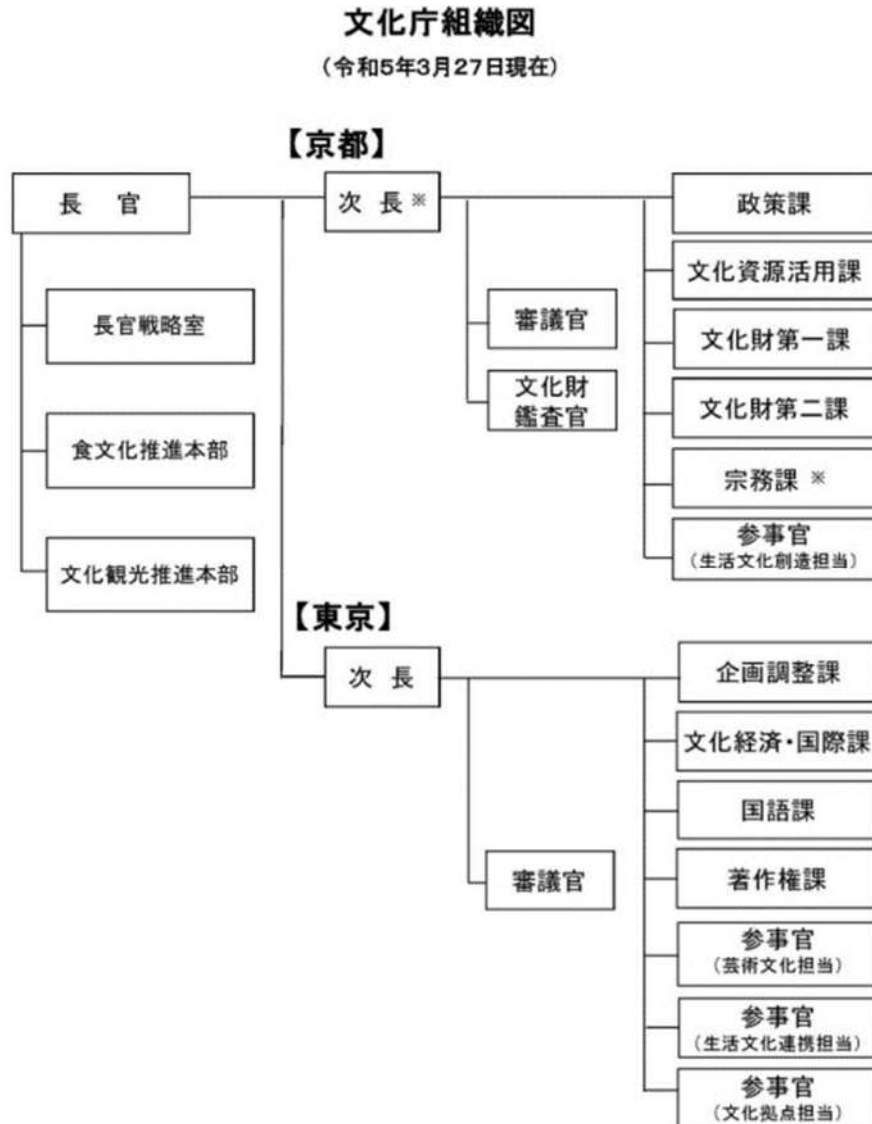 文化庁組織図
(令和5年3月27日現在)
【京都】
長 官
次 長※
政策課
文化資源活用課
長官戦略室
審議官
文化財第一課
文化財
鑑査官
文化財第二課
食文化推進本部
宗務課 ※
参事官
(生活文化創造担当)
文化観光推進本部
【東京】
次 長
企画調整課
文化経済・国際課
国語課
審議官
著作権課
参事官
(芸術文化担当)
参事官
(生活文化連携担当)
参事官
(文化拠点担当)